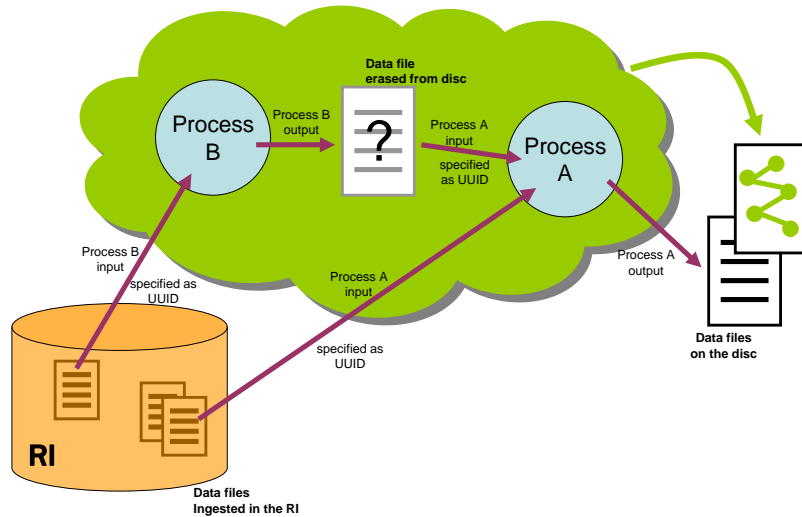 Data file
erased from disc
Process
B
Process B
output
?
Process A
input
specified
as UUID
Process
A
Process B
input
specified as
UUID
Process A
input
specified as
UUID
Process A
output
Data files
on the disc
RI
Data files
Ingested in the RI